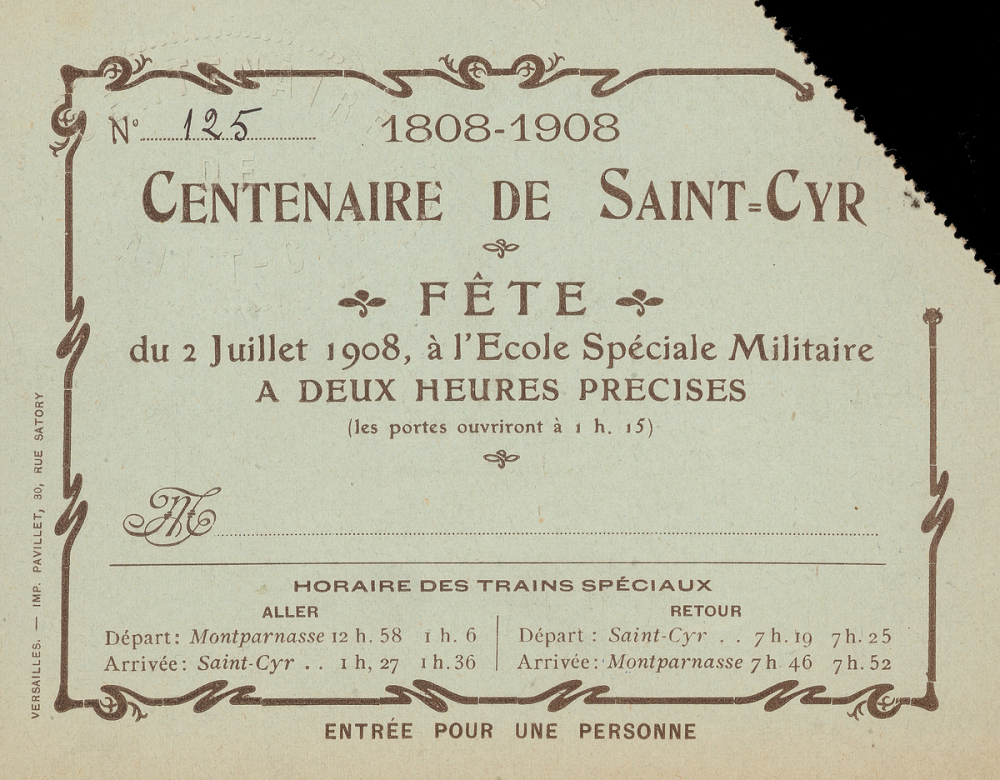 N° 125 1808-1908
CENTENAIRE DE SAINT=CYR
FÊTE
du 2 Juillet 1908, à l'Ecole Spéciale Militaire
A DEUX HEURES PRÉCISES
(les portes ouvriront à 1 h. 15)
M
HORAIRE DES TRAINS SPÉCIAUX
ALLER
Départ: Montparnasse 12 h. 58 1 h. 6
Arrivée: Saint-Cyr . . 1 h, 27 1 h. 36
RETOUR
Départ : Saint-Cyr . . 7 h. 19 7 h. 25
Arrivée: Montparnasse 7 h 46 7 h. 52
ENTRÉE POUR UNE PERSONNE
VERSAILLES. — IMP. PAVILLET, 30, RUE SATORY